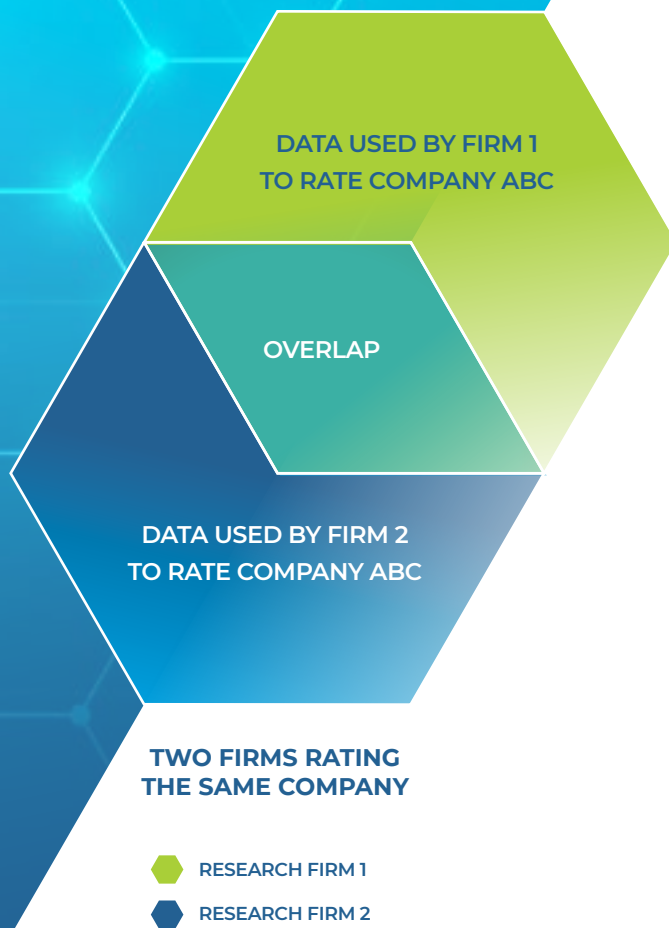 DATA USED BY FIRM 1
TO RATE COMPANY ABC
OVERLAP
DATA USED BY FIRM 2
TO RATE COMPANY ABC
TWO FIRMS RATING
THE SAME COMPANY
RESEARCH FIRM 1
RESEARCH FIRM 2